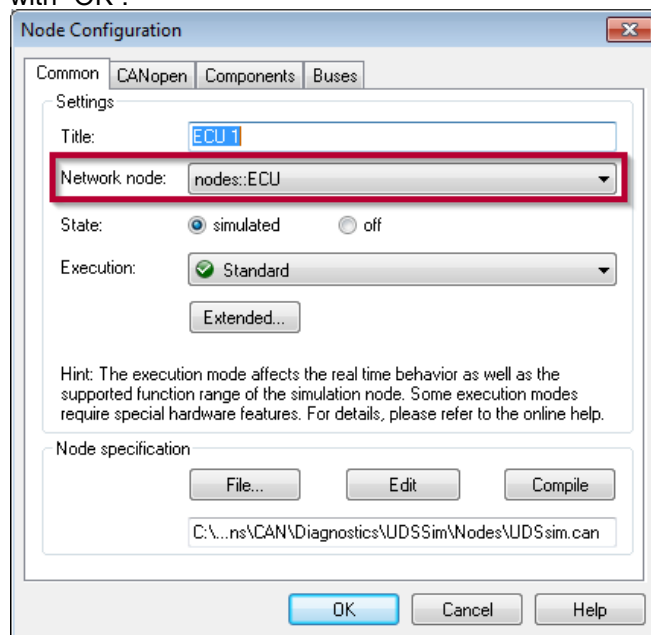 with "OK".
Node Configuration
Common CANopen Components Buses
Settings
Title: ECU 1
Network node: nodes::ECU
State: simulated off
Execution: Standard
Extended...
Hint: The execution mode affects the real time behavior as well as the
supported function range of the simulation node. Some execution modes
require special hardware features. For details, please refer to the online help.
Node specification
File... Edit Compile
C:\...ns\CAN\Diagnostics\UDSSim\Nodes\UDSsim.can
OK Cancel Help